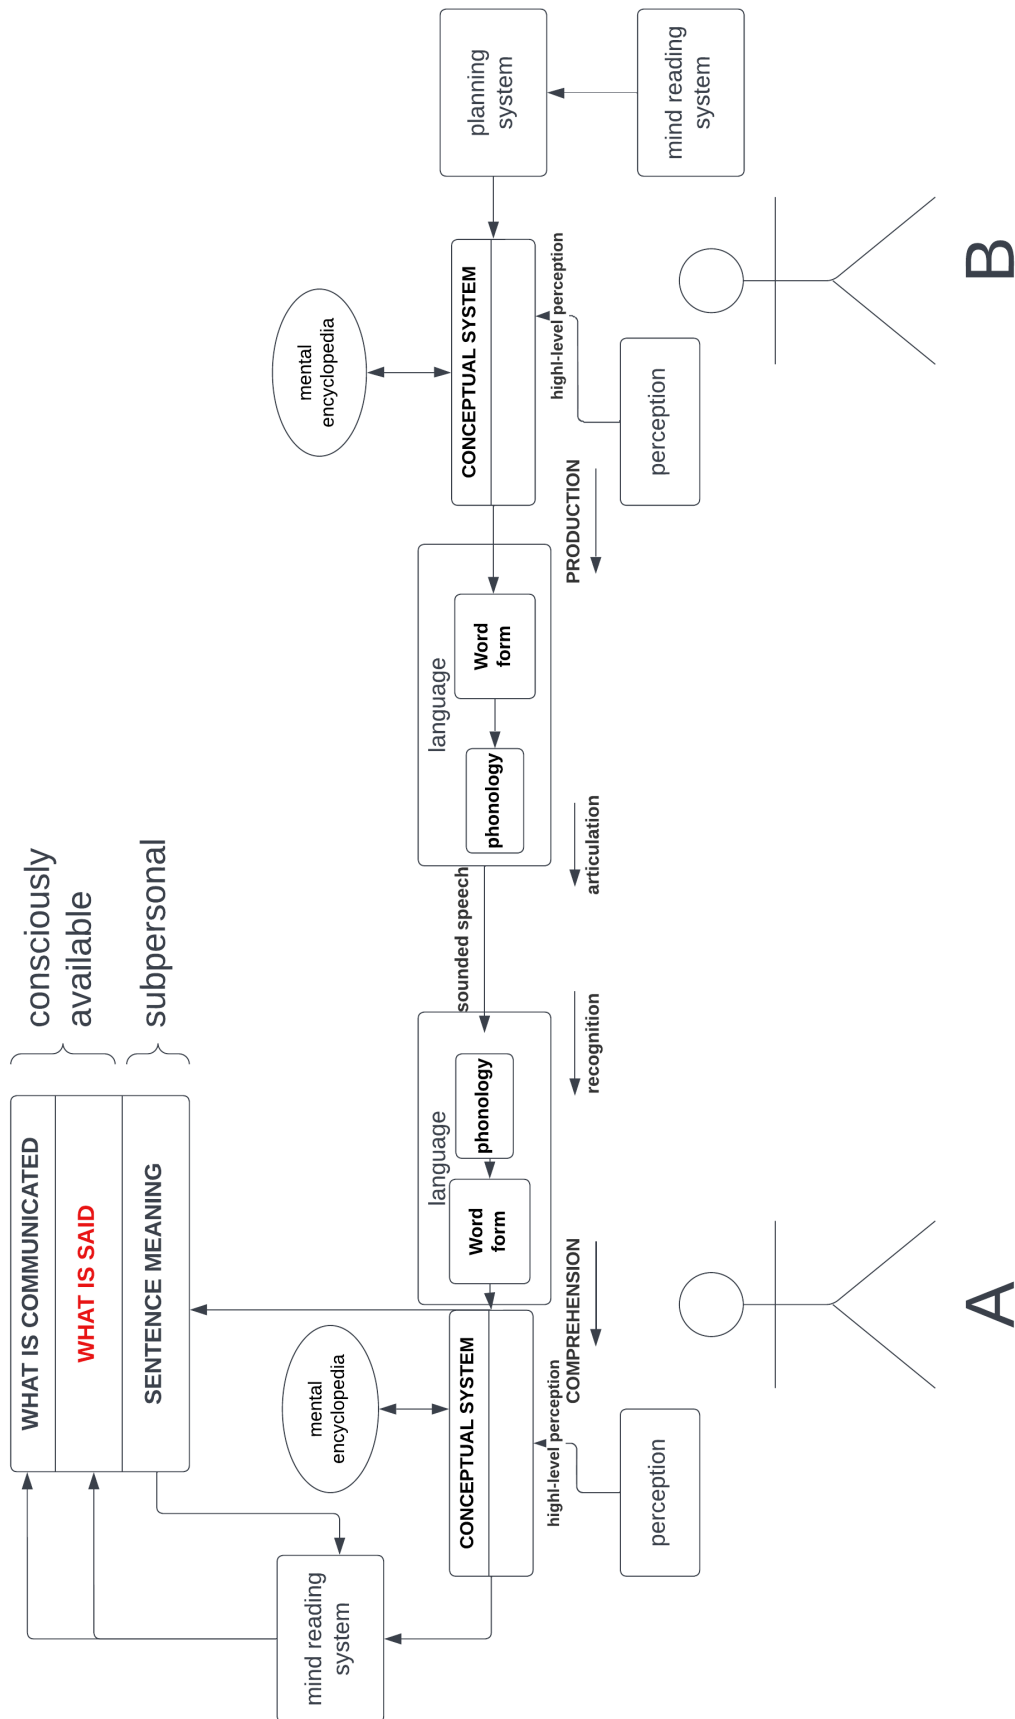 WHAT IS COMMUNICATED
WHAT IS SAID
SENTENCE MEANING
consciously
available
subpersonal
mind reading
system
mental
encyclopedia
CONCEPTUAL SYSTEM
highl-level perception
perception
COMPREHENSION
language
Word
form
phonology
recognition
sounded speech
articulation
language
phonology
Word
form
PRODUCTION
mental
encyclopedia
CONCEPTUAL SYSTEM
highl-level perception
perception
planning
system
mind reading
system
A
B